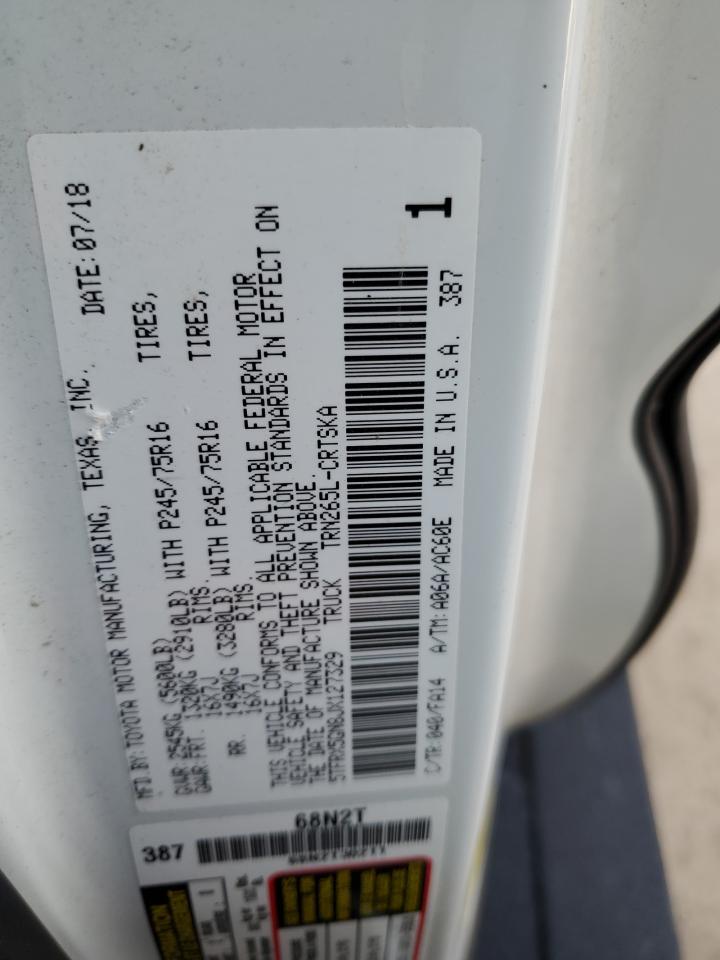 MFD BY:TOYOTA MOTOR MANUFACTURING, TEXAS, INC. DATE:07/18
GVWR:2545KG (5600LB)
GAWR:FRT. 1320KG (2910LB) WITH P245/75R16 TIRES,
16X7J RIMS.
RR. 1490KG (3280LB) WITH P245/75R16 TIRES,
16X7J RIMS.
THIS VEHICLE CONFORMS TO ALL APPLICABLE FEDERAL MOTOR
VEHICLE SAFETY AND THEFT PREVENTION STANDARDS IN EFFECT ON
THE DATE OF MANUFACTURE SHOWN ABOVE.
5TFRX5GN8JX127329 TRUCK TRN265L-CRTSKA
1
C/TR:040/FA14 A/TM:A06A/AC60E MADE IN U.S.A. 387
387
68N2T